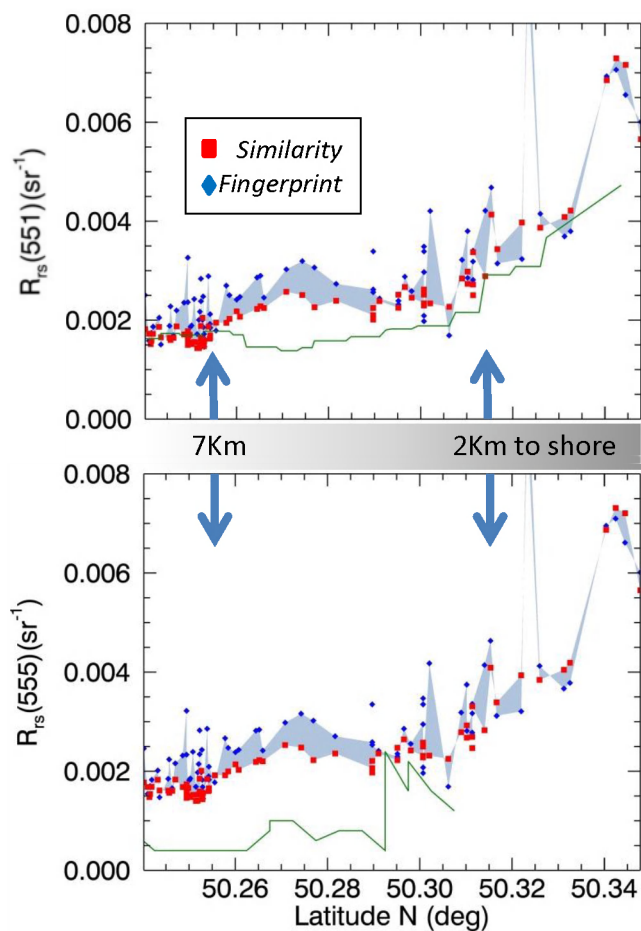 0.008
0.006
0.004
0.002
0.000
Rrs(551)(sr-1)
Similarity
Fingerprint
7Km
2Km to shore
0.008
0.006
0.004
0.002
0.000
Rrs(555)(sr-1)
50.26
50.28
50.30
50.32
50.34
Latitude N (deg)